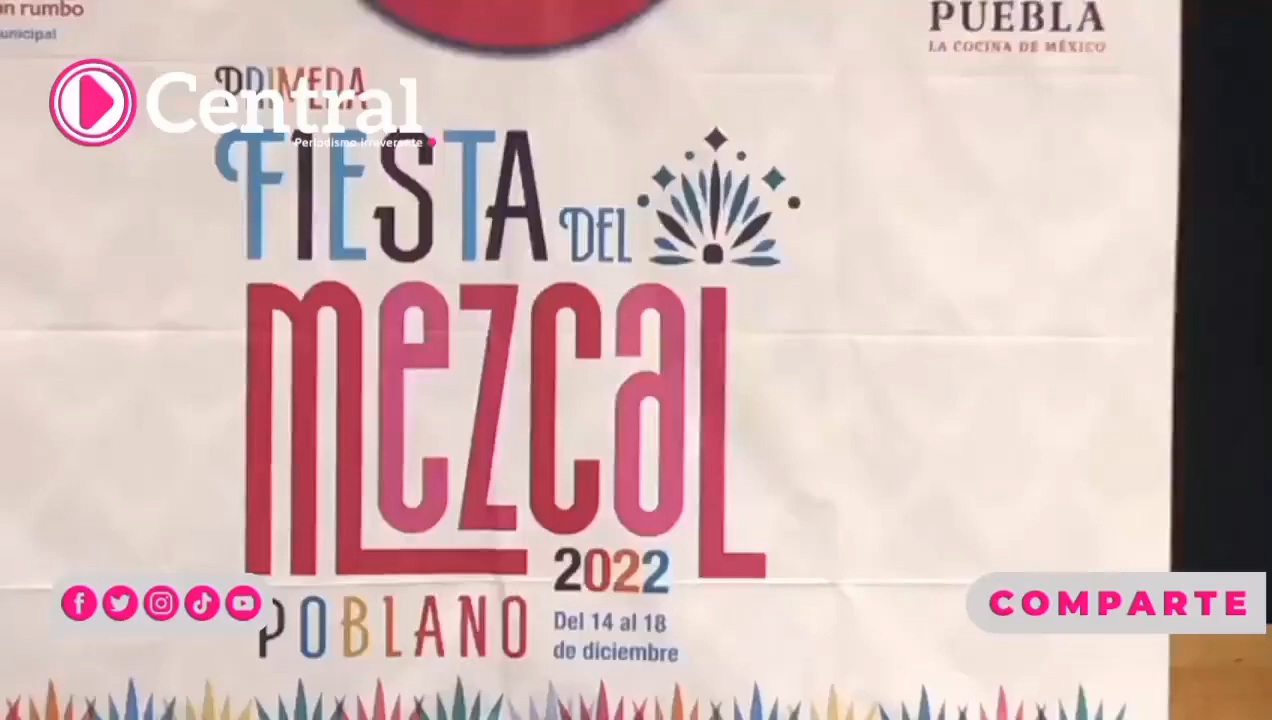 un rumbo
unicipal
PUEBLA
LA COCINA DE MÉXICO
PRIMERA
Central
Periodismo Irreverente
FIESTA DEL
mezcal
2022
POBLANO
Del 14 al 18
de diciembre
COMPARTE